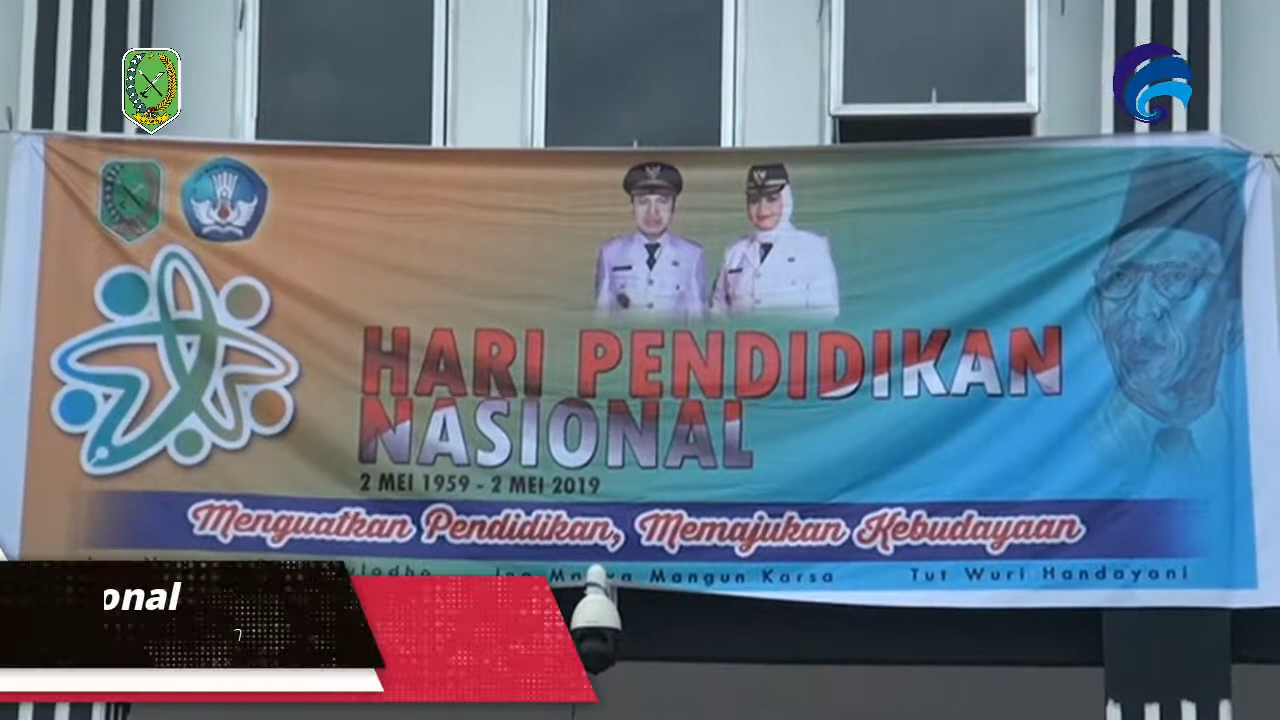 HARI PENDIDIKAN
NASIONAL
2 MEI 1959 - 2 MEI 2019
Menguatkan Pendidikan, Memajukan Kebudayaan
Mangun Karsa
Tut Wuri Handayani
onal